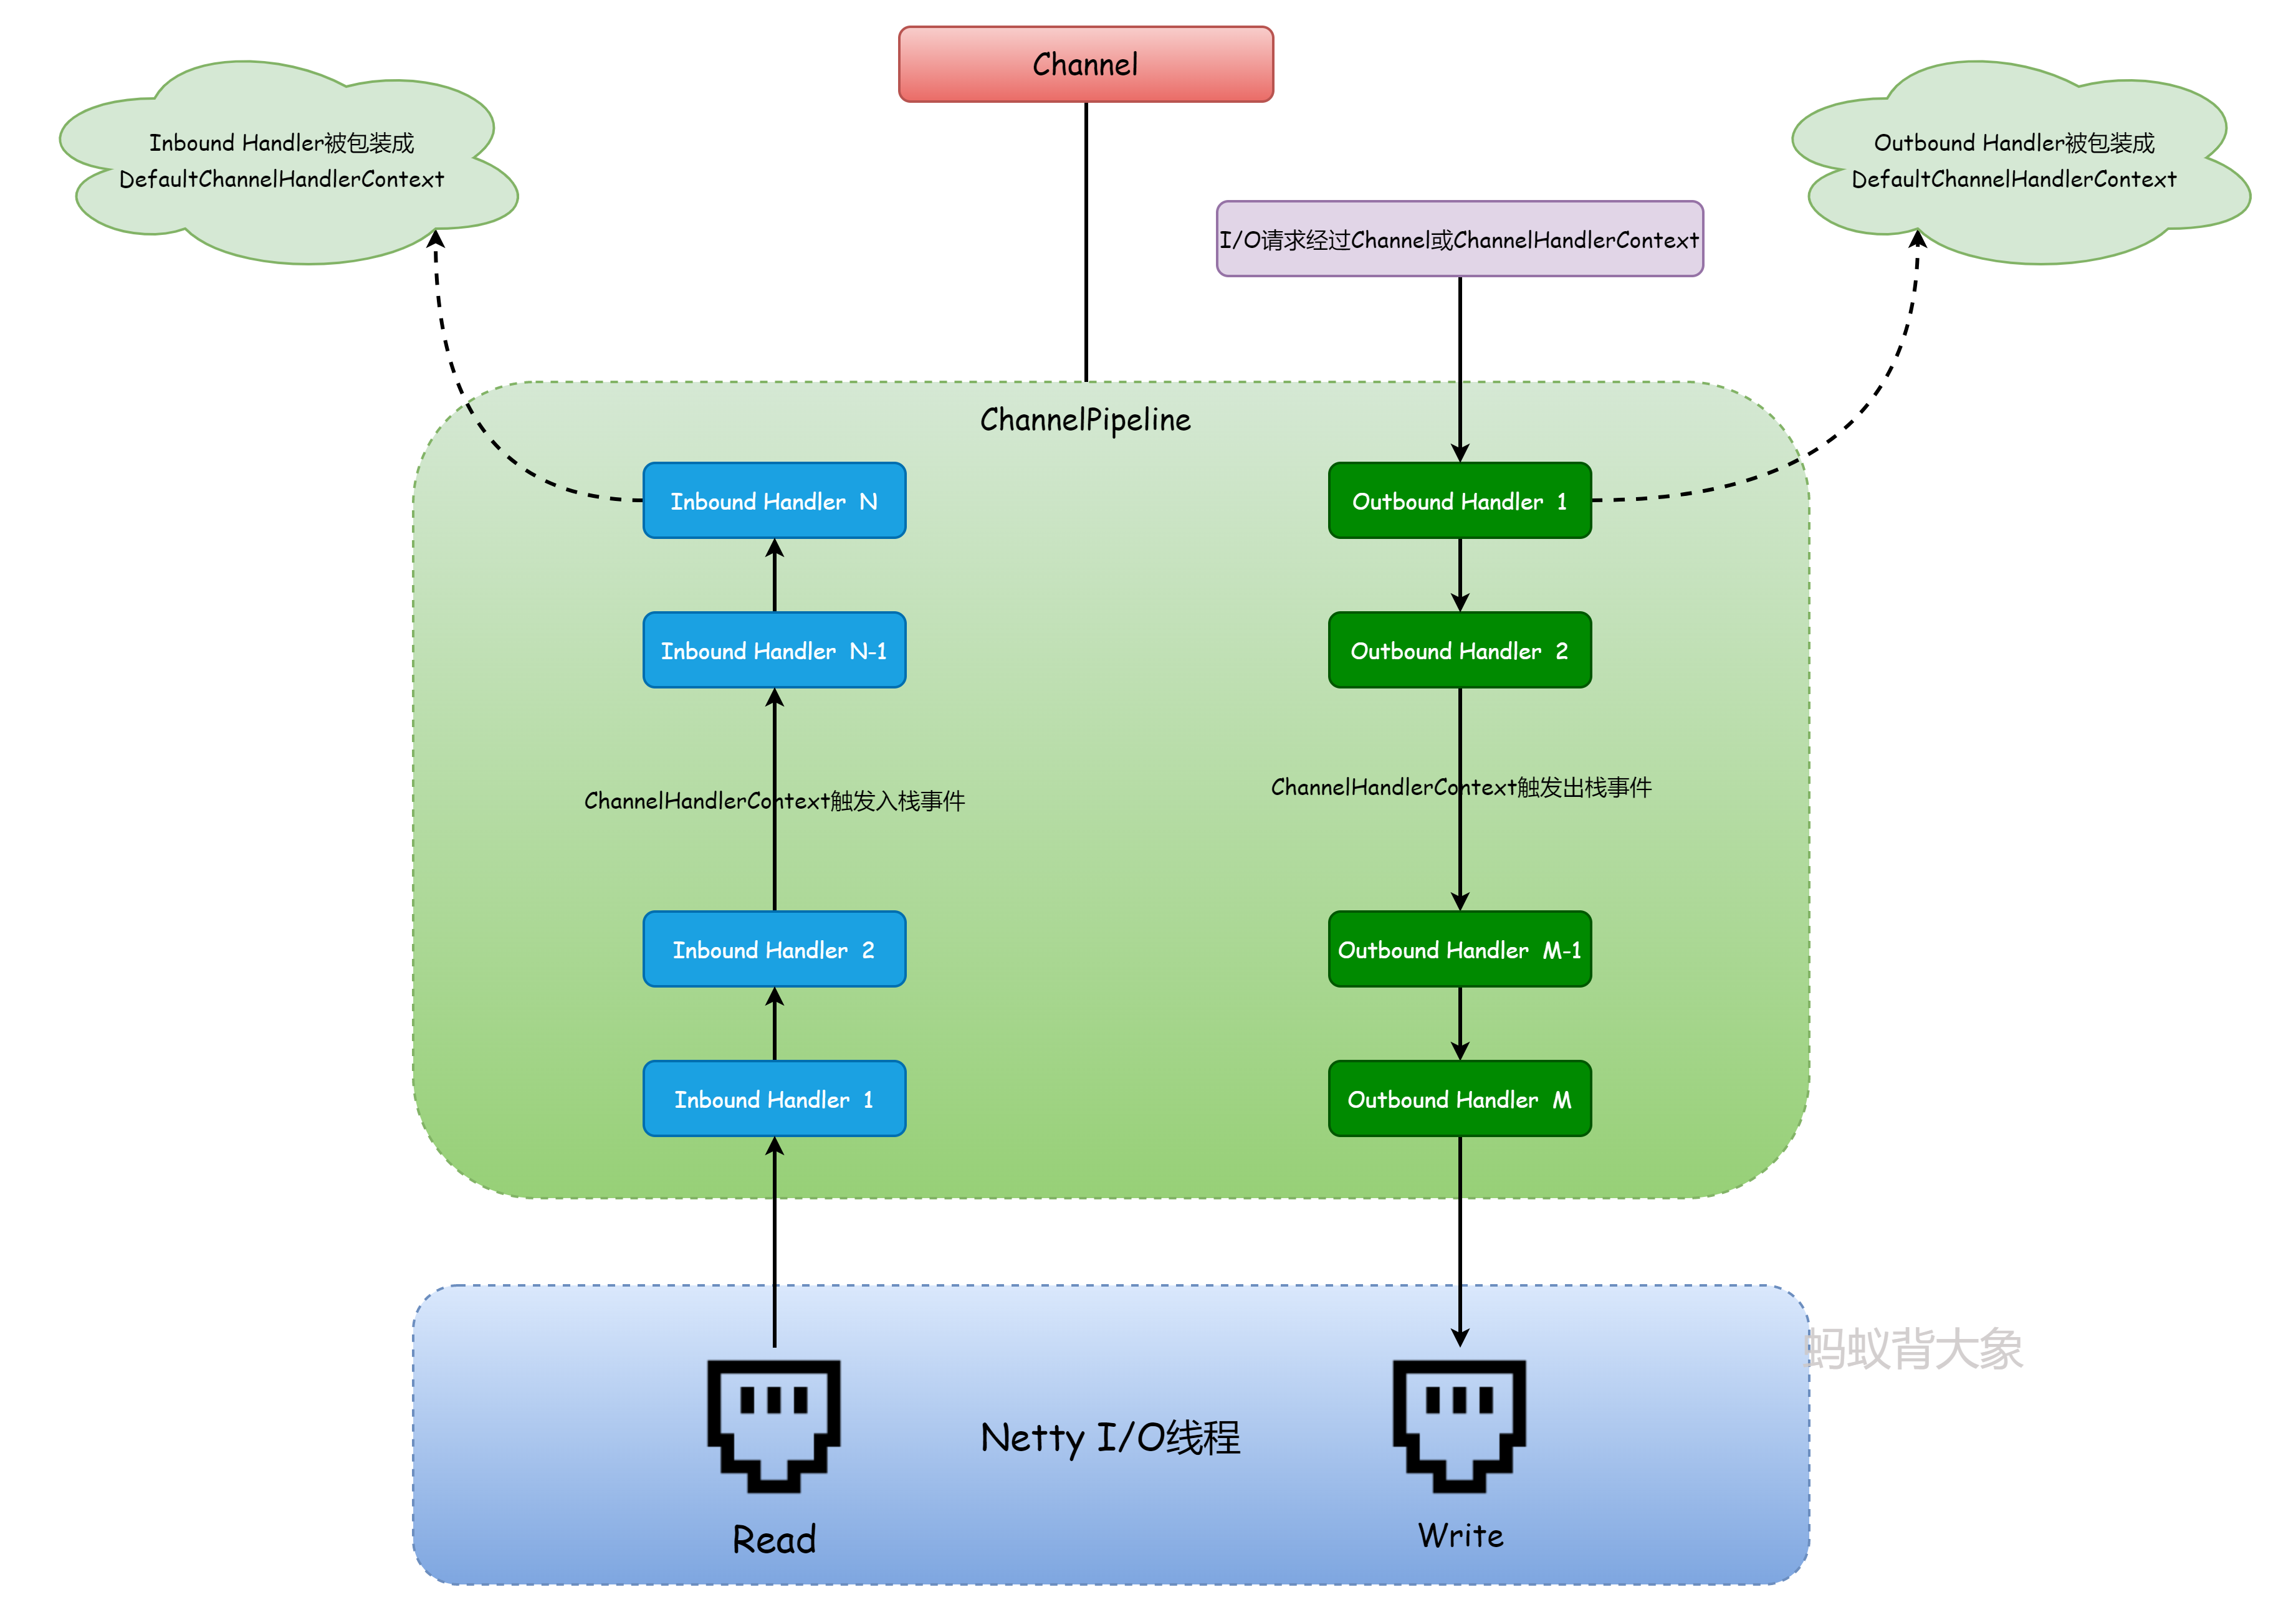 Channel
Inbound Handler被包装成
DefaultChannelHandlerContext
Outbound Handler被包装成
DefaultChannelHandlerContext
I/O请求经过Channel或ChannelHandlerContext
ChannelPipeline
Inbound Handler N
Outbound Handler 1
Inbound Handler N-1
Outbound Handler 2
ChannelHandlerContext触发入栈事件
ChannelHandlerContext触发出栈事件
Inbound Handler 2
Outbound Handler M-1
Inbound Handler 1
Outbound Handler M
蚂蚁背大象
Netty I/O线程
Read
Write